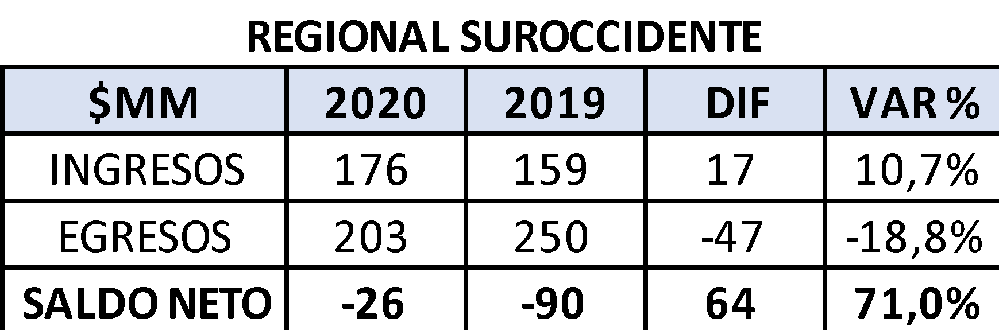 REGIONAL SUROCCIDENTE
$MM 2020 2019 DIF VAR %
INGRESOS 176 159 17 10,7%
EGRESOS 203 250 -47 -18,8%
SALDO NETO -26 -90 64 71,0%